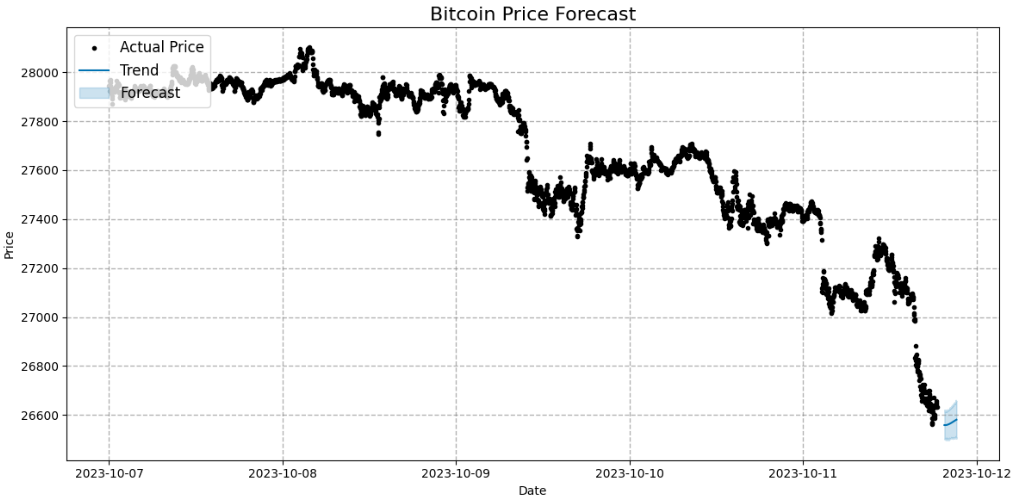 Bitcoin Price Forecast
Actual Price
Trend
Forecast
Price
28000
27800
27600
27400
27200
27000
26800
26600
2023-10-07
2023-10-08
2023-10-09
2023-10-10
2023-10-11
2023-10-12
Date